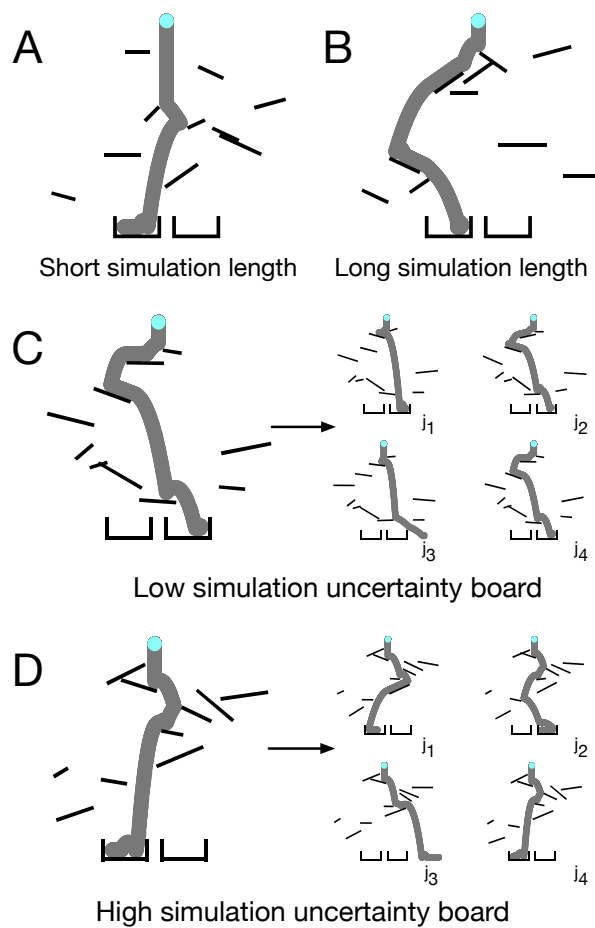 A
B
Short simulation length
Long simulation length
C
j1
j2
j3
j4
Low simulation uncertainty board
D
j1
j2
j3
j4
High simulation uncertainty board